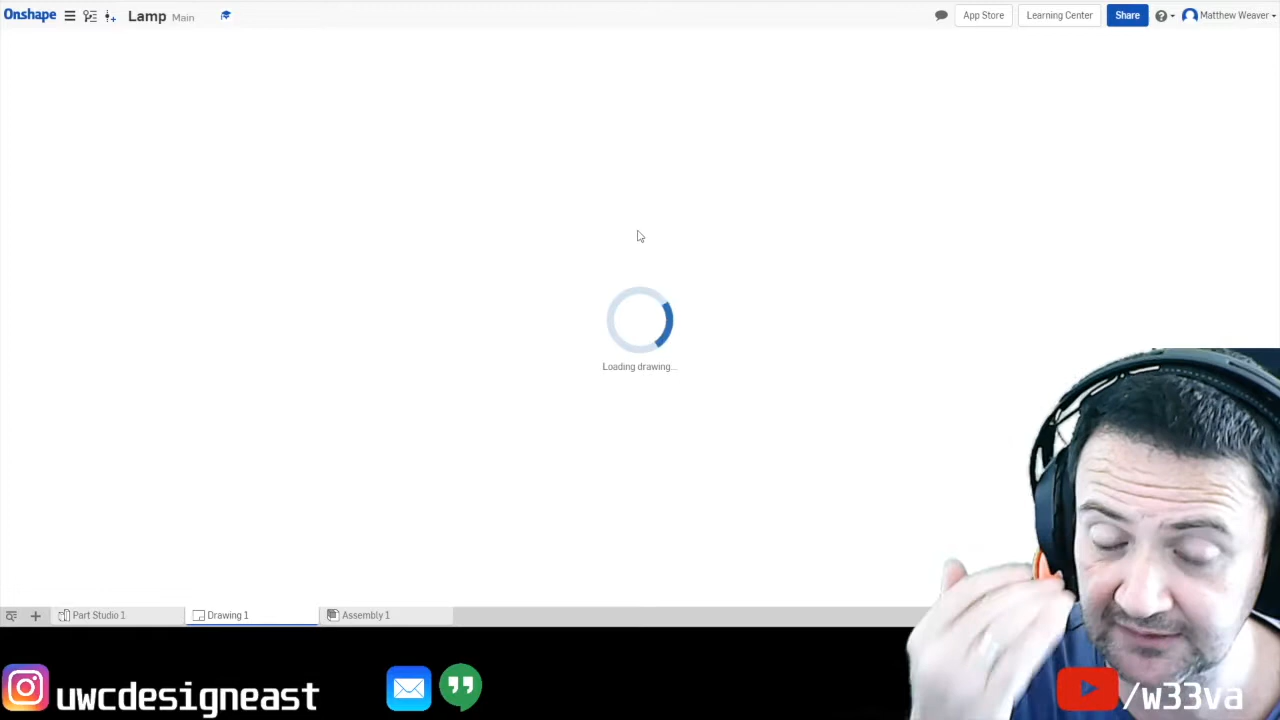 Onshape Lamp Main App Store Learning Center Share Matthew Weaver
Loading drawing...
Part Studio 1 Drawing 1 Assembly 1
uwcdesigneast /w33va